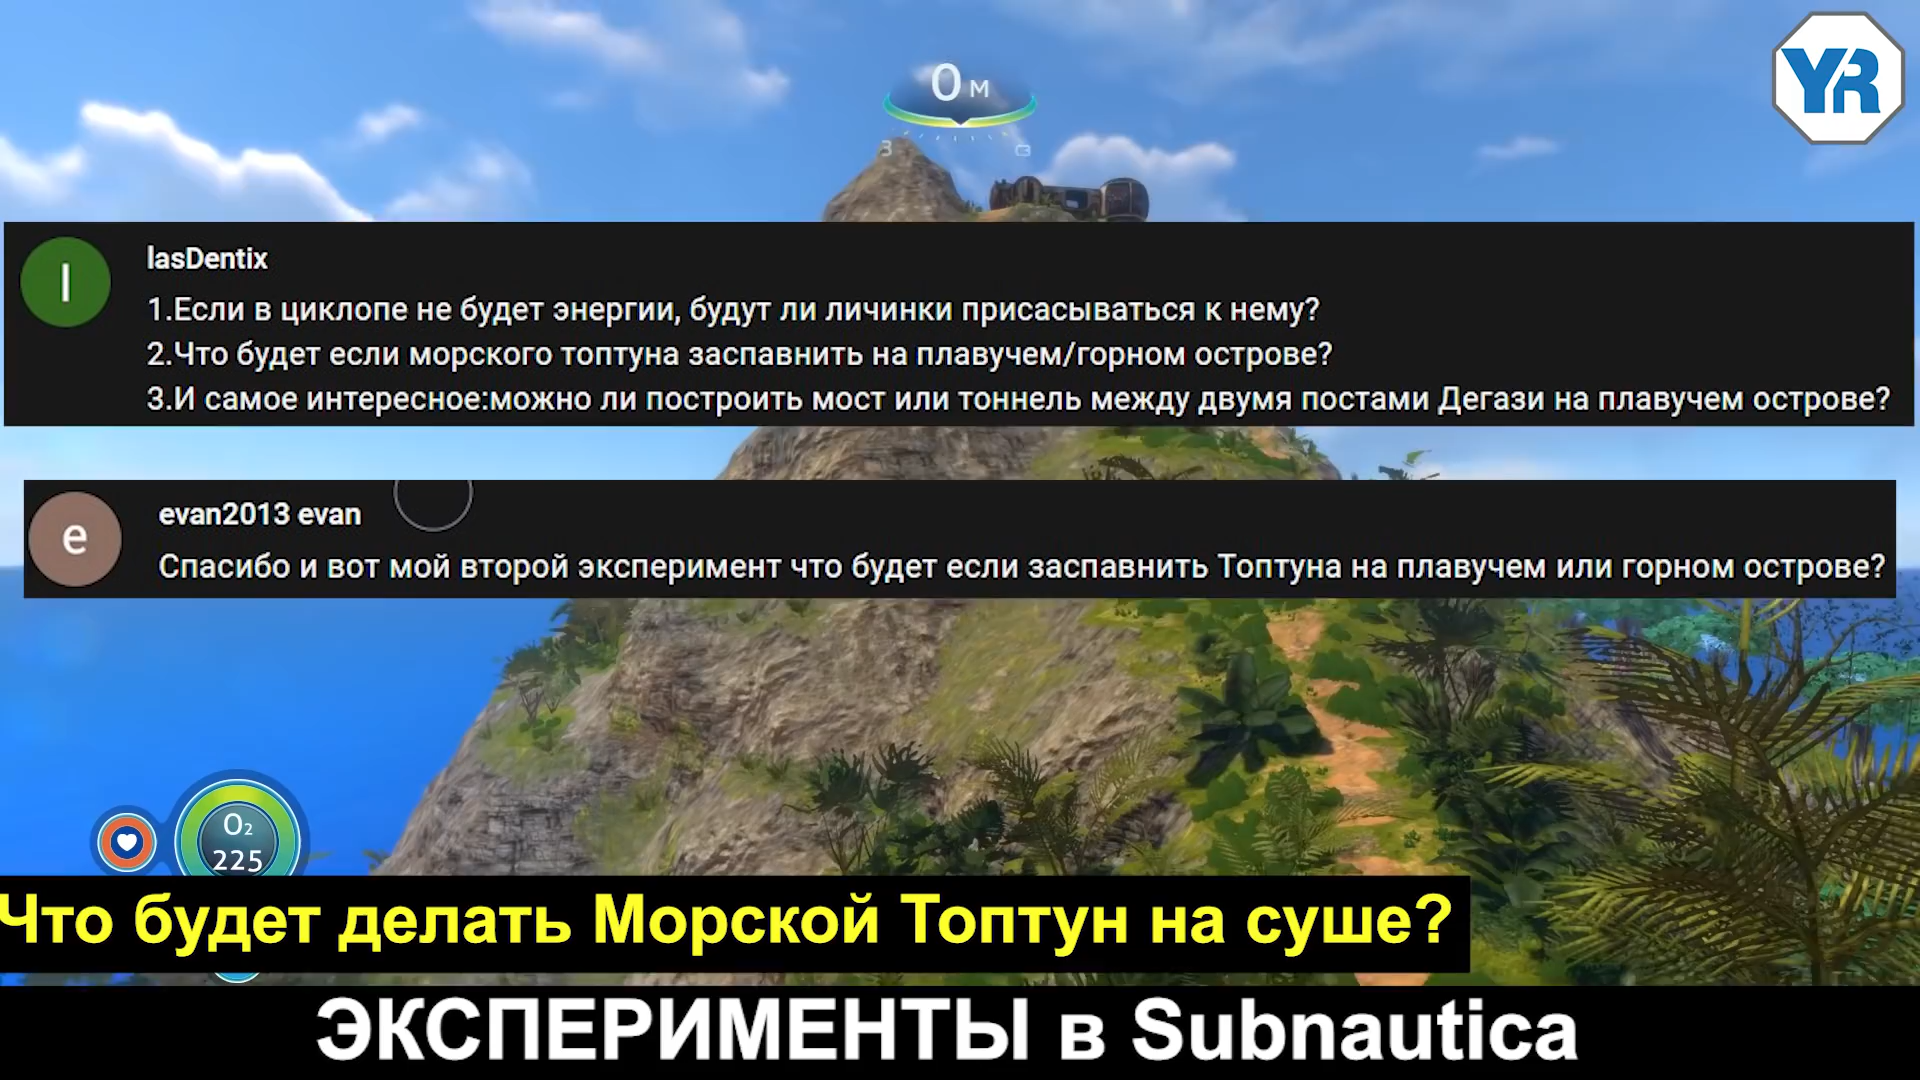 YR
0 м
З СЗ
l
lasDentix
1.Если в циклопе не будет энергии, будут ли личинки присасываться к нему?
2.Что будет если морского топтуна заспавнить на плавучем/горном острове?
3.И самое интересное:можно ли построить мост или тоннель между двумя постами Дегази на плавучем острове?
e
evan2013 evan
Спасибо и вот мой второй эксперимент что будет если заспавнить Топтуна на плавучем или горном острове?
O₂
225
Что будет делать Морской Топтун на суше?
ЭКСПЕРИМЕНТЫ в Subnautica